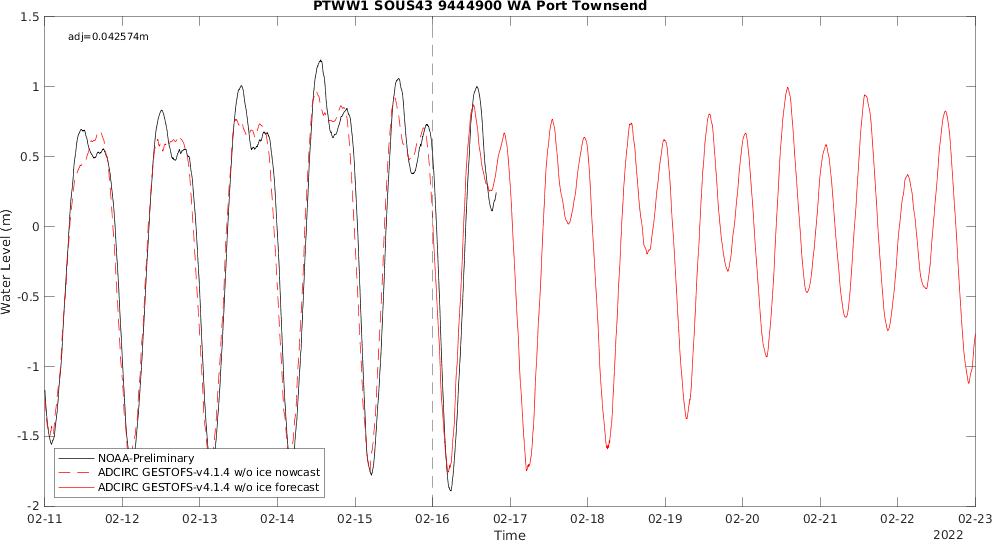 PTWW1 SOUS43 9444900 WA Port Townsend
adj=0.042574m
1.5
1
0.5
0
-0.5
-1
-1.5
-2
Water Level (m)
NOAA-Preliminary
ADCIRC GESTOFS-v4.1.4 w/o ice nowcast
ADCIRC GESTOFS-v4.1.4 w/o ice forecast
02-11 02-12 02-13 02-14 02-15 02-16 02-17 02-18 02-19 02-20 02-21 02-22 02-23
Time
2022